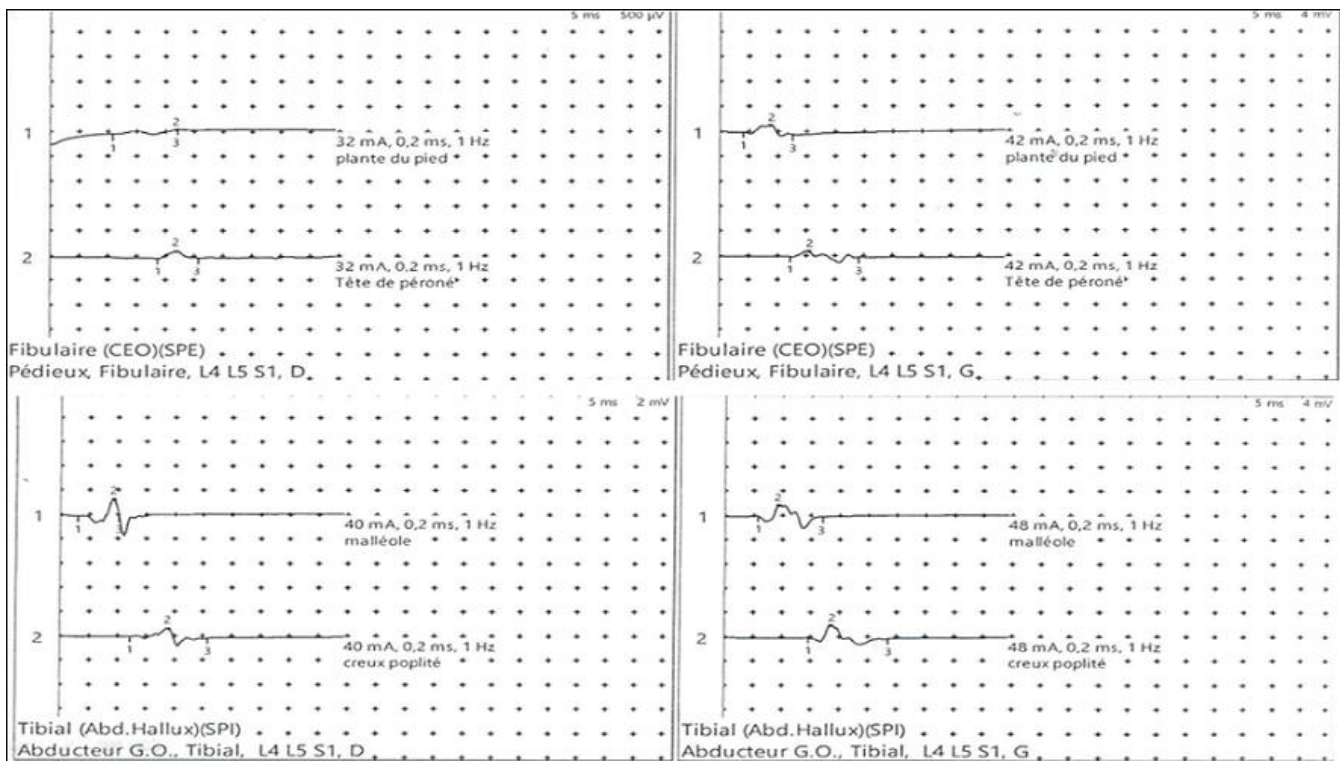 5 ms 500 µV
1
2
1
3
32 mA, 0,2 ms, 1 Hz
plante du pied
2
2
1
3
32 mA, 0,2 ms, 1 Hz
Tête de péroné
Fibulaire (CEO)(SPE)
Pédieux, Fibulaire, L4 L5 S1, D
5 ms 4 mV
1
2
1
3
42 mA, 0,2 ms, 1 Hz
plante du pied
2
2
1
3
42 mA, 0,2 ms, 1 Hz
Tête de péroné
Fibulaire (CEO)(SPE)
Pédieux, Fibulaire, L4 L5 S1, G
5 ms 2 mV
1
2
1
3
40 mA, 0,2 ms, 1 Hz
malléole
2
2
1
3
40 mA, 0,2 ms, 1 Hz
creux poplité
Tibial (Abd.Hallux)(SPI)
Abducteur G.O., Tibial, L4 L5 S1, D
5 ms 4 mV
1
2
1
3
48 mA, 0,2 ms, 1 Hz
malléole
2
2
1
3
48 mA, 0,2 ms, 1 Hz
creux poplité
Tibial (Abd.Hallux)(SPI)
Abducteur G.O., Tibial, L4 L5 S1, G